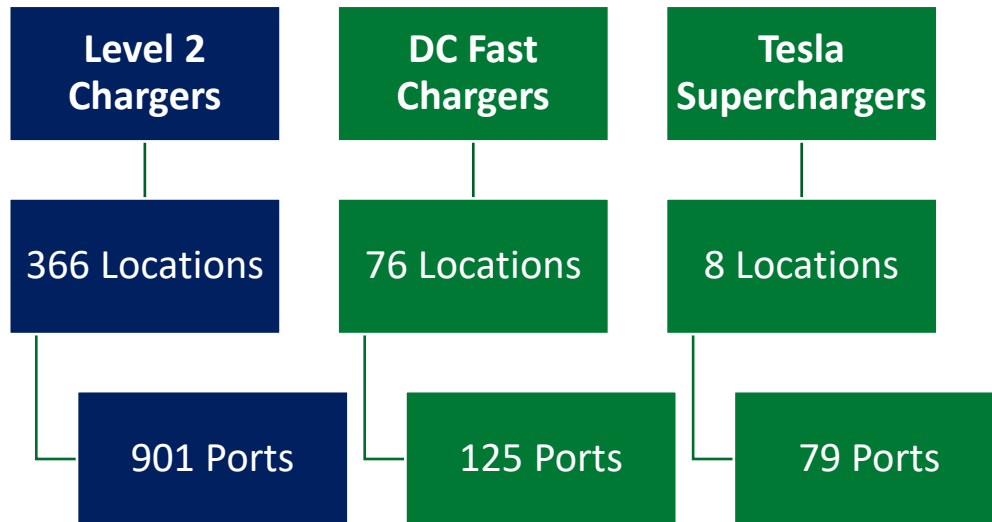 Level 2
Chargers
DC Fast
Chargers
Tesla
Superchargers
366 Locations
76 Locations
8 Locations
901 Ports
125 Ports
79 Ports